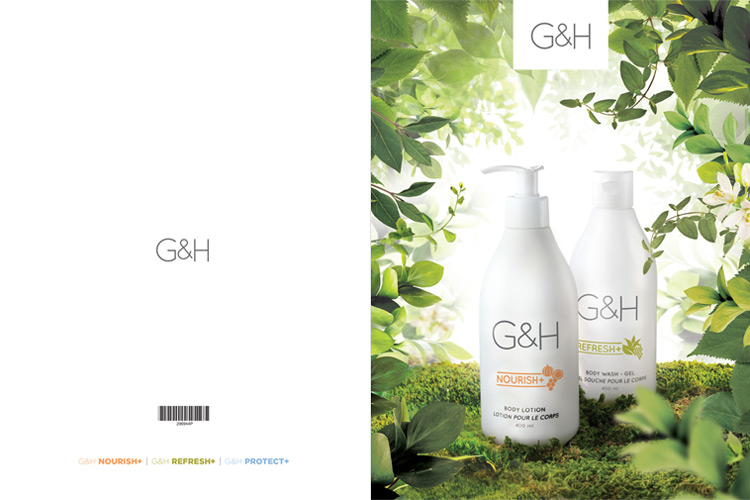 G&H
296944P
G&H NOURISH+ | G&H REFRESH+ | G&H PROTECT+
G&H
G&H
NOURISH+
BODY LOTION
LOTION POUR LE CORPS
400 ml
G&H
REFRESH+
BODY WASH - GEL
DOUCHE POUR LE CORPS
400 ml